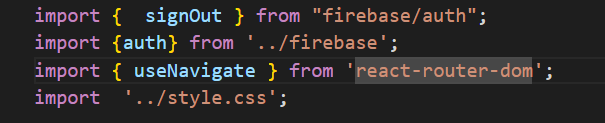 import {  signOut } from "firebase/auth";
import {auth} from '../firebase';
import { useNavigate } from 'react-router-dom';
import  '../style.css';